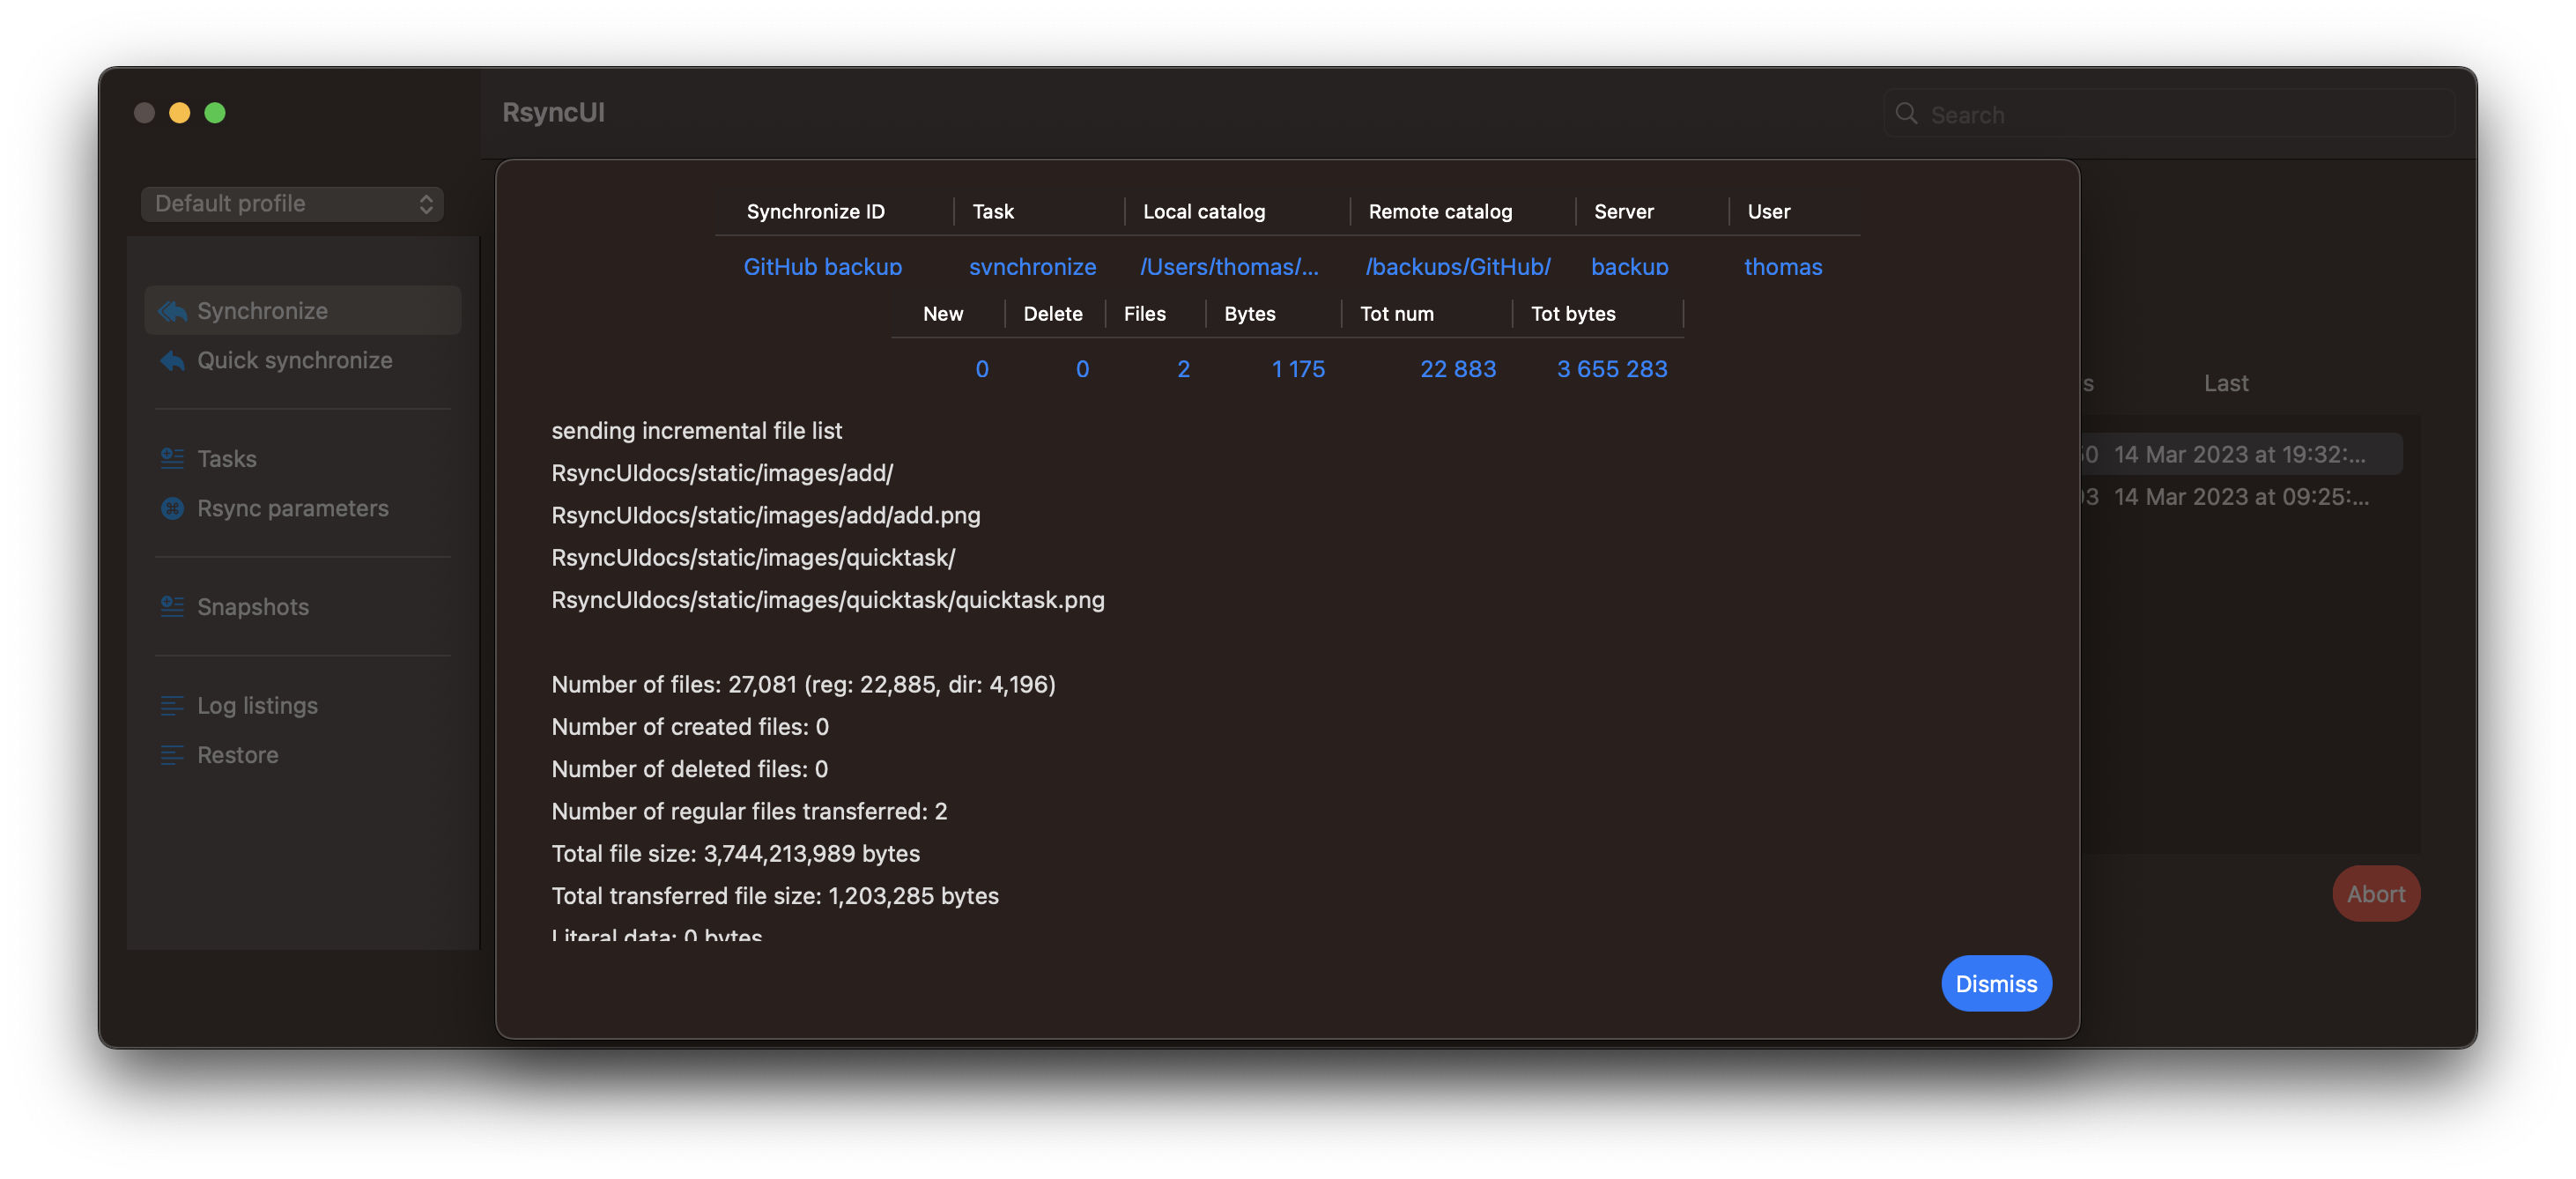 RsyncUI
Search
Default profile
Synchronize
Quick synchronize
Tasks
Rsync parameters
Snapshots
Log listings
Restore
Synchronize ID Task Local catalog Remote catalog Server User
GitHub backup synchronize /Users/thomas/... /backups/GitHub/ backup thomas
New Delete Files Bytes Tot num Tot bytes
0 0 2 1 175 22 883 3 655 283
sending incremental file list
RsyncUIdocs/static/images/add/
RsyncUIdocs/static/images/add/add.png
RsyncUIdocs/static/images/quicktask/
RsyncUIdocs/static/images/quicktask/quicktask.png
Number of files: 27,081 (reg: 22,885, dir: 4,196)
Number of created files: 0
Number of deleted files: 0
Number of regular files transferred: 2
Total file size: 3,744,213,989 bytes
Total transferred file size: 1,203,285 bytes
Literal data: 0 bytes
Dismiss
s Last
0 14 Mar 2023 at 19:32:...
3 14 Mar 2023 at 09:25:...
Abort